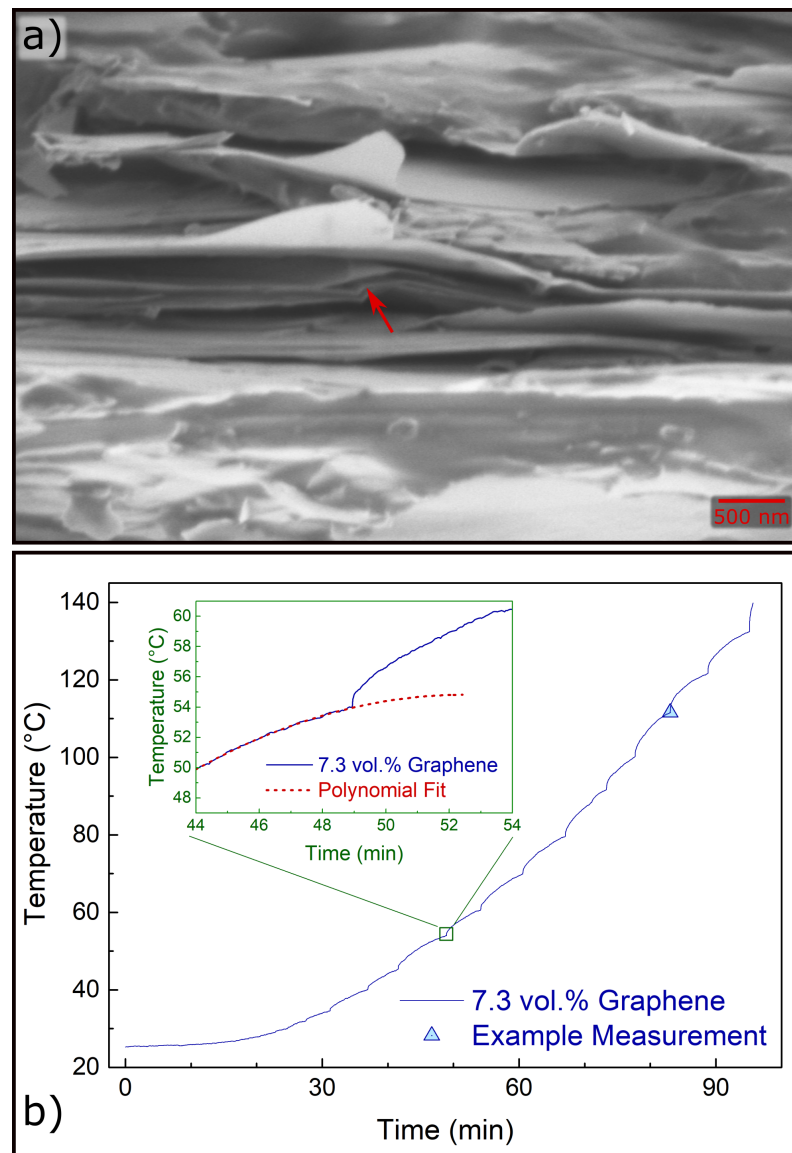 a)
500 nm
140
120
100
80
60
40
20
Temperature (°C)
60
58
56
54
52
50
48
Temperature (°C)
7.3 vol.% Graphene
Polynomial Fit
44 46 48 50 52 54
Time (min)
7.3 vol.% Graphene
Example Measurement
0 30 60 90
b)
Time (min)